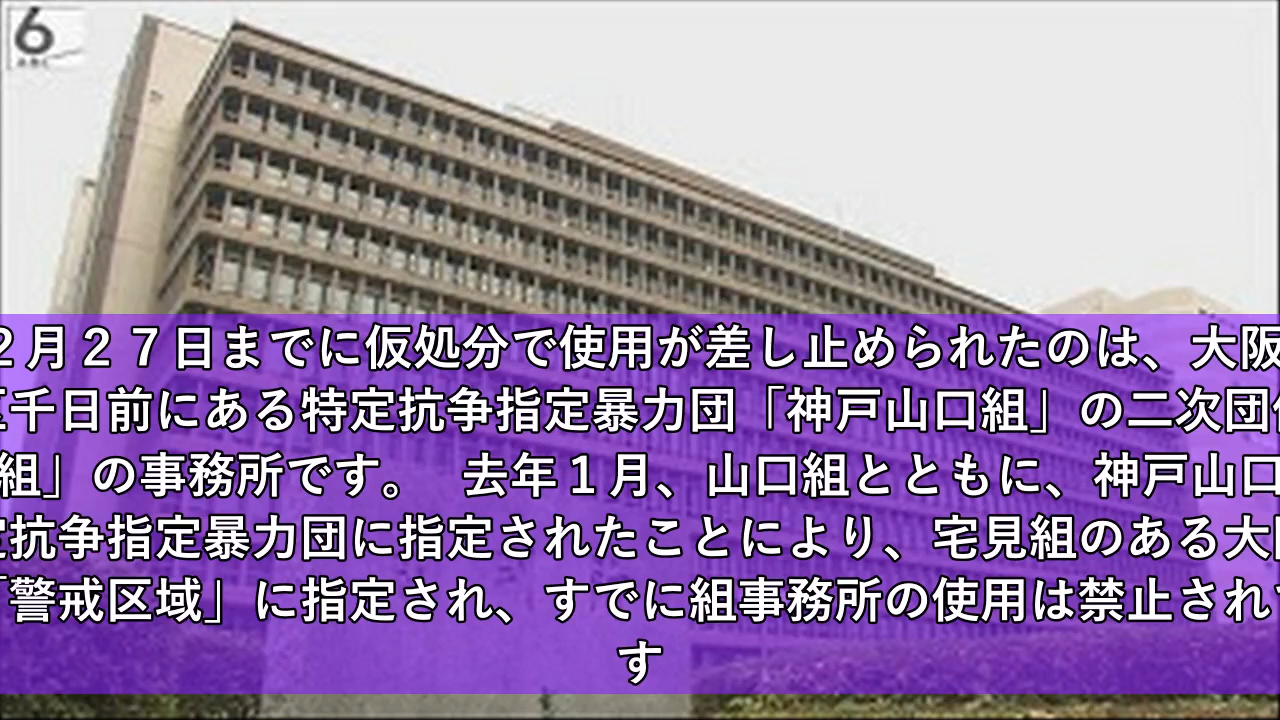 6
２月２７日までに仮処分で使用が差し止められたのは、大阪
区千日前にある特定抗争指定暴力団「神戸山口組」の二次団体
組」の事務所です。　去年１月、山口組とともに、神戸山口
定抗争指定暴力団に指定されたことにより、宅見組のある大阪
「警戒区域」に指定され、すでに組事務所の使用は禁止されて
す